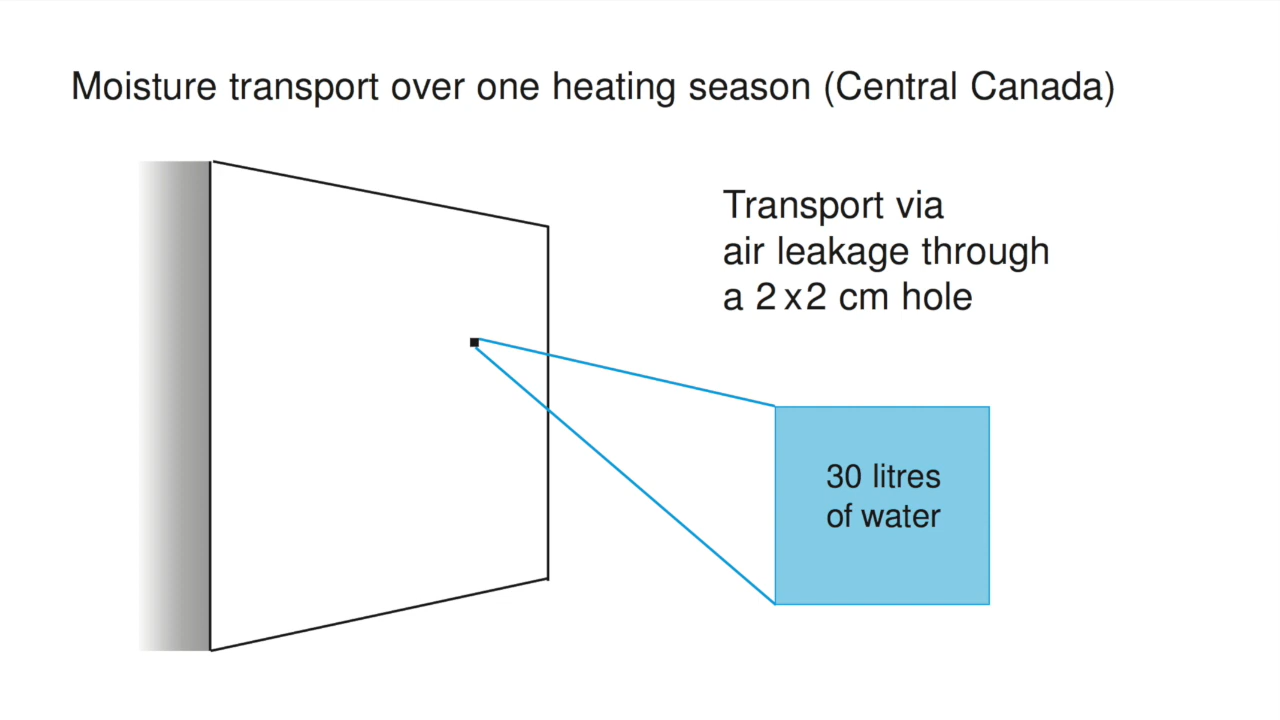 Moisture transport over one heating season (Central Canada)
Transport via
air leakage through
a 2 x 2 cm hole
30 litres
of water